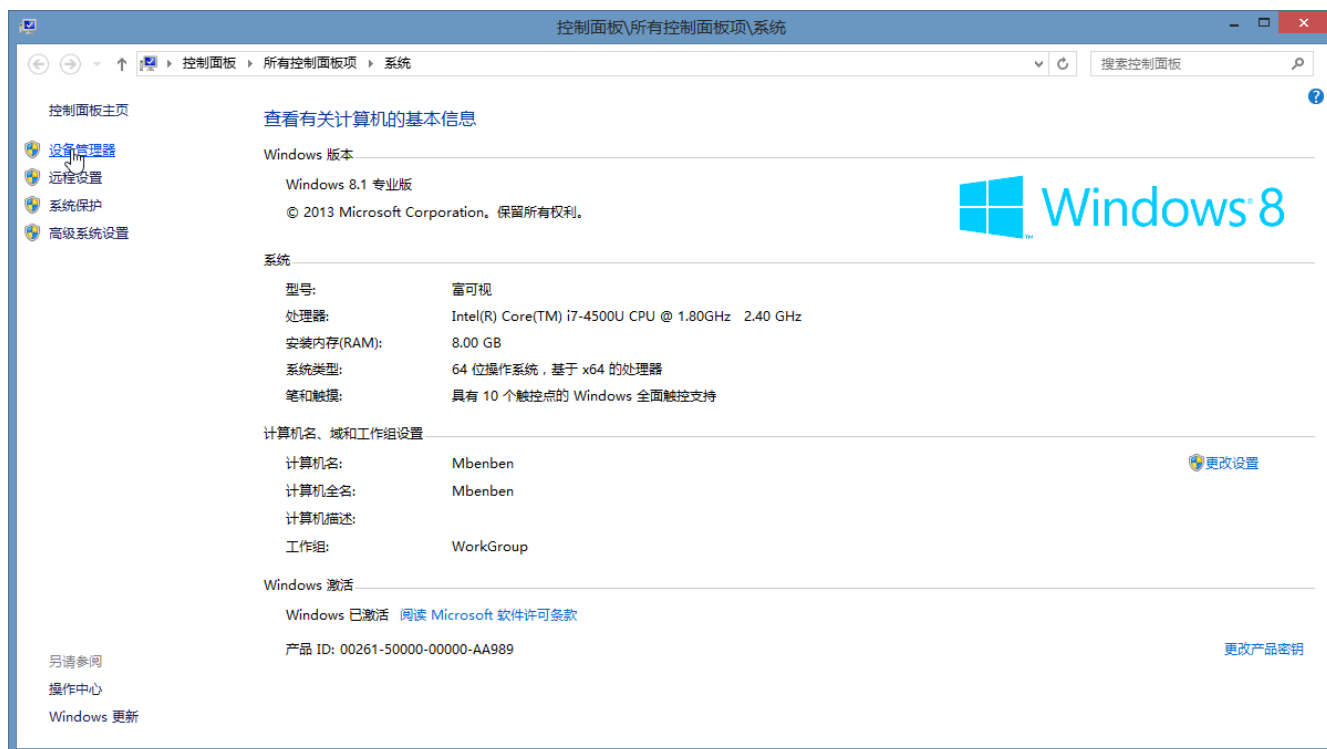 控制面板\所有控制面板项\系统
控制面板 所有控制面板项 系统
搜索控制面板
控制面板主页
设备管理器
远程设置
系统保护
高级系统设置
查看有关计算机的基本信息
Windows 版本
Windows 8.1 专业版
© 2013 Microsoft Corporation。保留所有权利。
Windows 8
系统
型号: 富可视
处理器: Intel(R) Core(TM) i7-4500U CPU @ 1.80GHz 2.40 GHz
安装内存(RAM): 8.00 GB
系统类型: 64 位操作系统，基于 x64 的处理器
笔和触摸: 具有 10 个触控点的 Windows 全面触控支持
计算机名、域和工作组设置
计算机名: Mbenben
更改设置
计算机全名: Mbenben
计算机描述:
工作组: WorkGroup
Windows 激活
Windows 已激活 阅读 Microsoft 软件许可条款
产品 ID: 00261-50000-00000-AA989
更改产品密钥
另请参阅
操作中心
Windows 更新